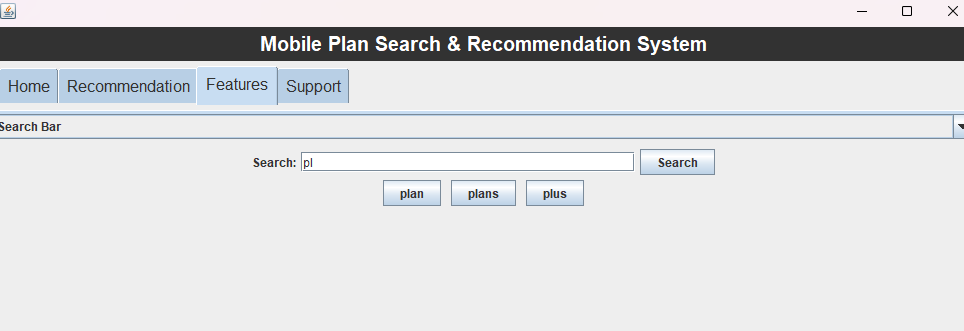 Mobile Plan Search & Recommendation System
Home Recommendation Features Support
Search Bar
Search: pl Search
plan plans plus